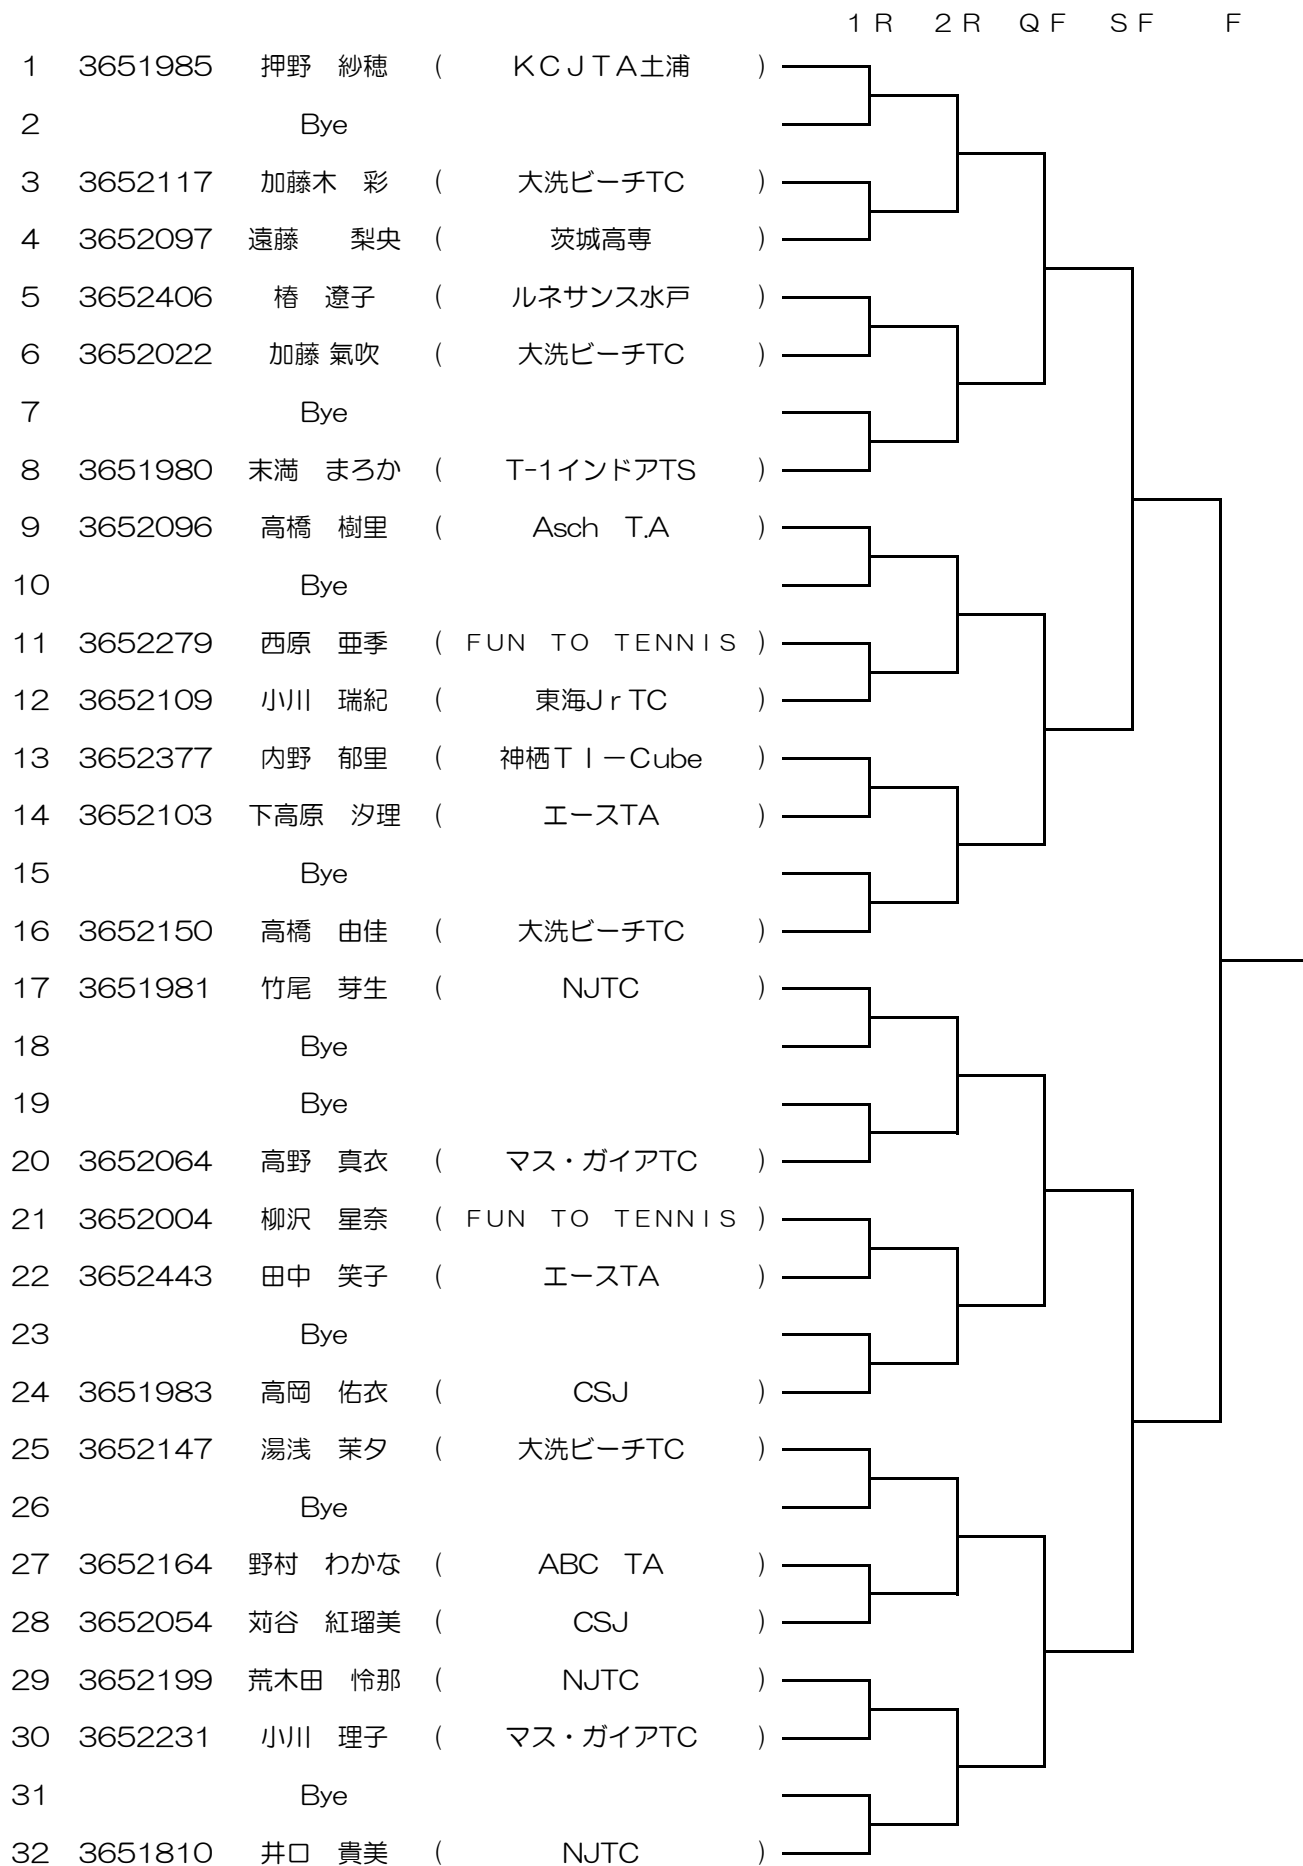 １Ｒ ２Ｒ ＱＦ ＳＦ Ｆ
1 3651985 押野　紗穂 ( ＫＣＪＴＡ土浦 )
2 Bye
3 3652117 加藤木　彩 ( 大洗ビーチTC )
4 3652097 遠藤　　梨央 ( 茨城高専 )
5 3652406 椿　遼子 ( ルネサンス水戸 )
6 3652022 加藤 氣吹 ( 大洗ビーチTC )
7 Bye
8 3651980 末満　まろか ( T-1インドアTS )
9 3652096 高橋　樹里 ( Asch　T.A )
10 Bye
11 3652279 西原　亜季 ( ＦＵＮ　ＴＯ　ＴＥＮＮＩＳ )
12 3652109 小川　瑞紀 ( 東海JｒTC )
13 3652377 内野　郁里 ( 神栖ＴＩ－Cube )
14 3652103 下高原　汐理 ( エースTA )
15 Bye
16 3652150 高橋　由佳 ( 大洗ビーチTC )
17 3651981 竹尾　芽生 ( NJTC )
18 Bye
19 Bye
20 3652064 高野　真衣 ( マス・ガイアTC )
21 3652004 柳沢　星奈 ( ＦＵＮ　ＴＯ　ＴＥＮＮＩＳ )
22 3652443 田中　笑子 ( エースTA )
23 Bye
24 3651983 高岡　佑衣 ( CSJ )
25 3652147 湯浅　茉夕 ( 大洗ビーチTC )
26 Bye
27 3652164 野村　わかな ( ABC　TA )
28 3652054 苅谷　紅瑠美 ( CSJ )
29 3652199 荒木田　怜那 ( NJTC )
30 3652231 小川　理子 ( マス・ガイアTC )
31 Bye
32 3651810 井口　貴美 ( NJTC )